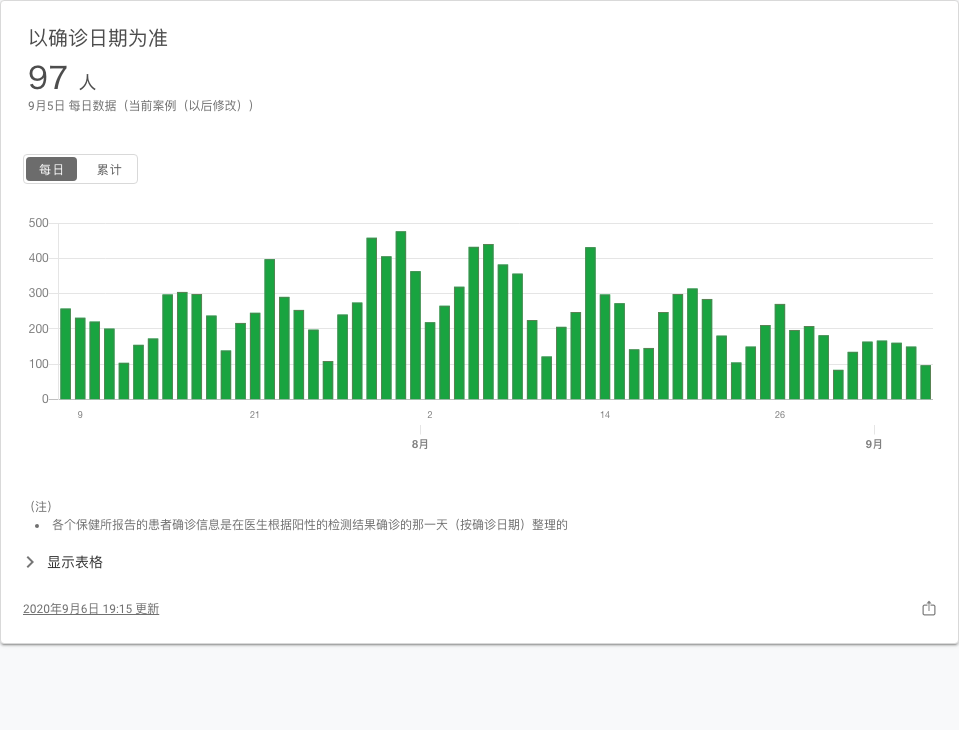 以确诊日期为准
97 人
9月5日 每日数据（当前案例（以后修改））
每日 累计
500
400
300
200
100
0
9 21 2 14 26
8月 9月
（注）
• 各个保健所报告的患者确诊信息是在医生根据阳性的检测结果确诊的那一天（按确诊日期）整理的
显示表格
2020年9月6日 19:15 更新